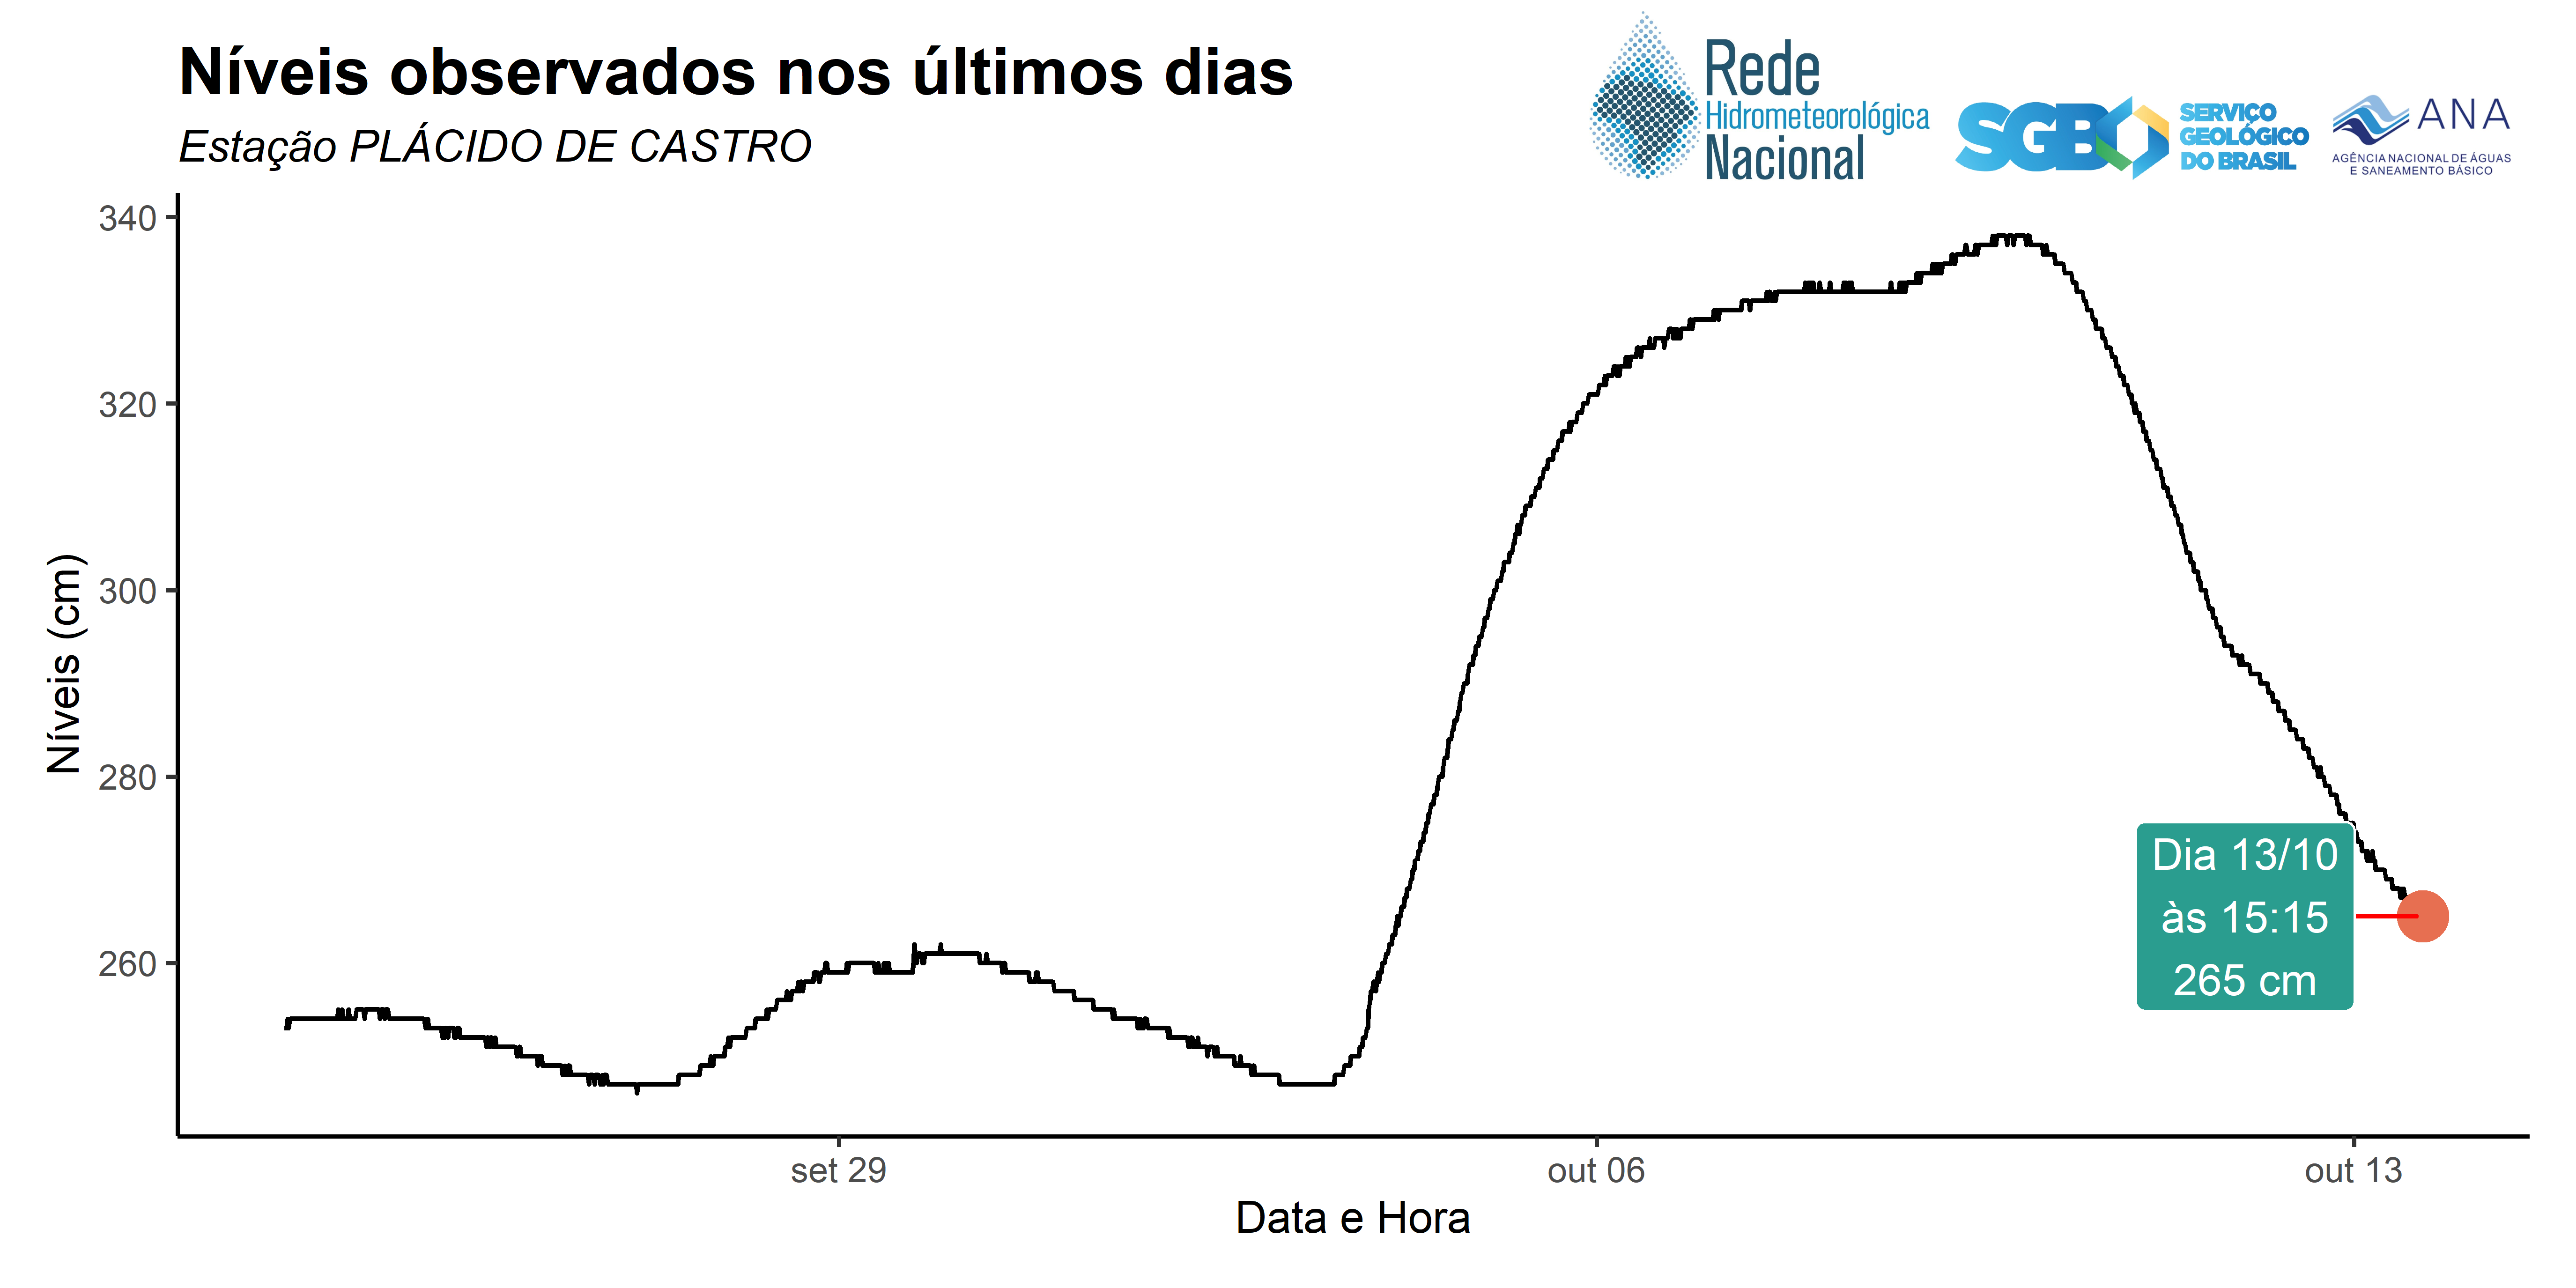 Níveis observados nos últimos dias
Estação PLÁCIDO DE CASTRO
Rede
Hidrometeorológica
Nacional
SGB
SERVIÇO
GEOLÓGICO
DO BRASIL
ANA
AGÊNCIA NACIONAL DE ÁGUAS
E SANEAMENTO BÁSICO
Níveis (cm)
340
320
300
280
260
Dia 13/10
às 15:15
265 cm
set 29
out 06
out 13
Data e Hora